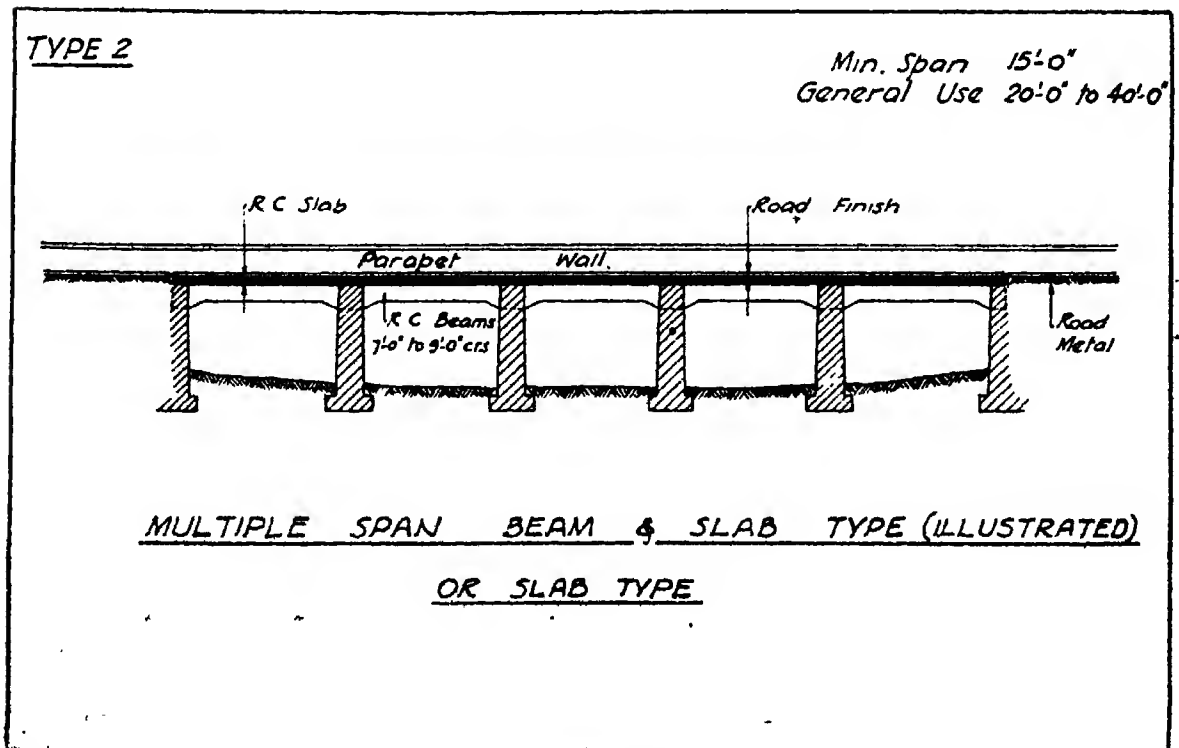 TYPE 2
Min. Span 15'-0"
General Use 20'-0" to 40'-0"
R C Slab
Road Finish
Parapet Wall.
R C Beams
7'-0" to 9'-0" crs
Road
Metal
MULTIPLE SPAN BEAM & SLAB TYPE (ILLUSTRATED)
OR SLAB TYPE